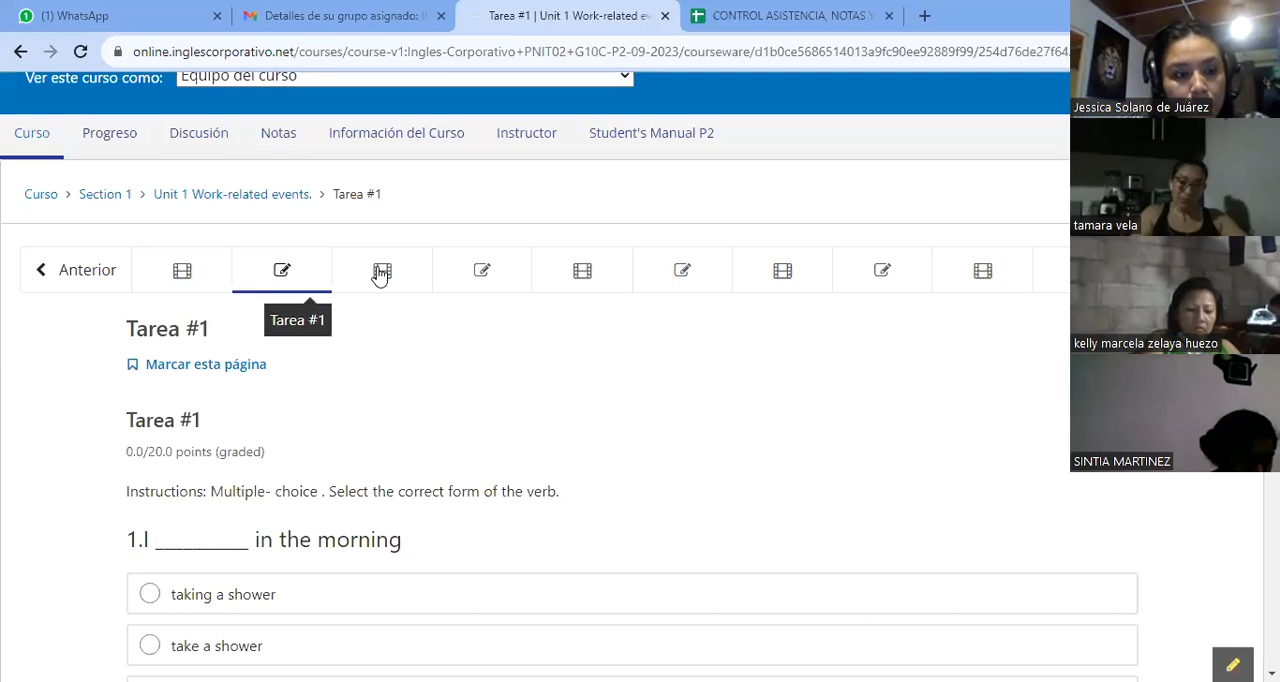 (1) WhatsApp
Detalles de su grupo asignado: I
Tarea #1 | Unit 1 Work-related ev
CONTROL ASISTENCIA, NOTAS Y
online.inglescorporativo.net/courses/course-v1:Ingles-Corporativo+PNIT02+G10C-P2-09-2023/courseware/d1b0ce5686514013a9fc90ee92889f99/254d76de27f64
Ver este curso como:
Equipo del curso
Curso
Progreso
Discusión
Notas
Información del Curso
Instructor
Student's Manual P2
Curso > Section 1 > Unit 1 Work-related events. > Tarea #1
Anterior
Tarea #1
Tarea #1
Marcar esta página
Tarea #1
0.0/20.0 points (graded)
Instructions: Multiple- choice . Select the correct form of the verb.
1.I _________ in the morning
taking a shower
take a shower
Jessica Solano de Juárez
tamara vela
kelly marcela zelaya huezo
SINTIA MARTINEZ